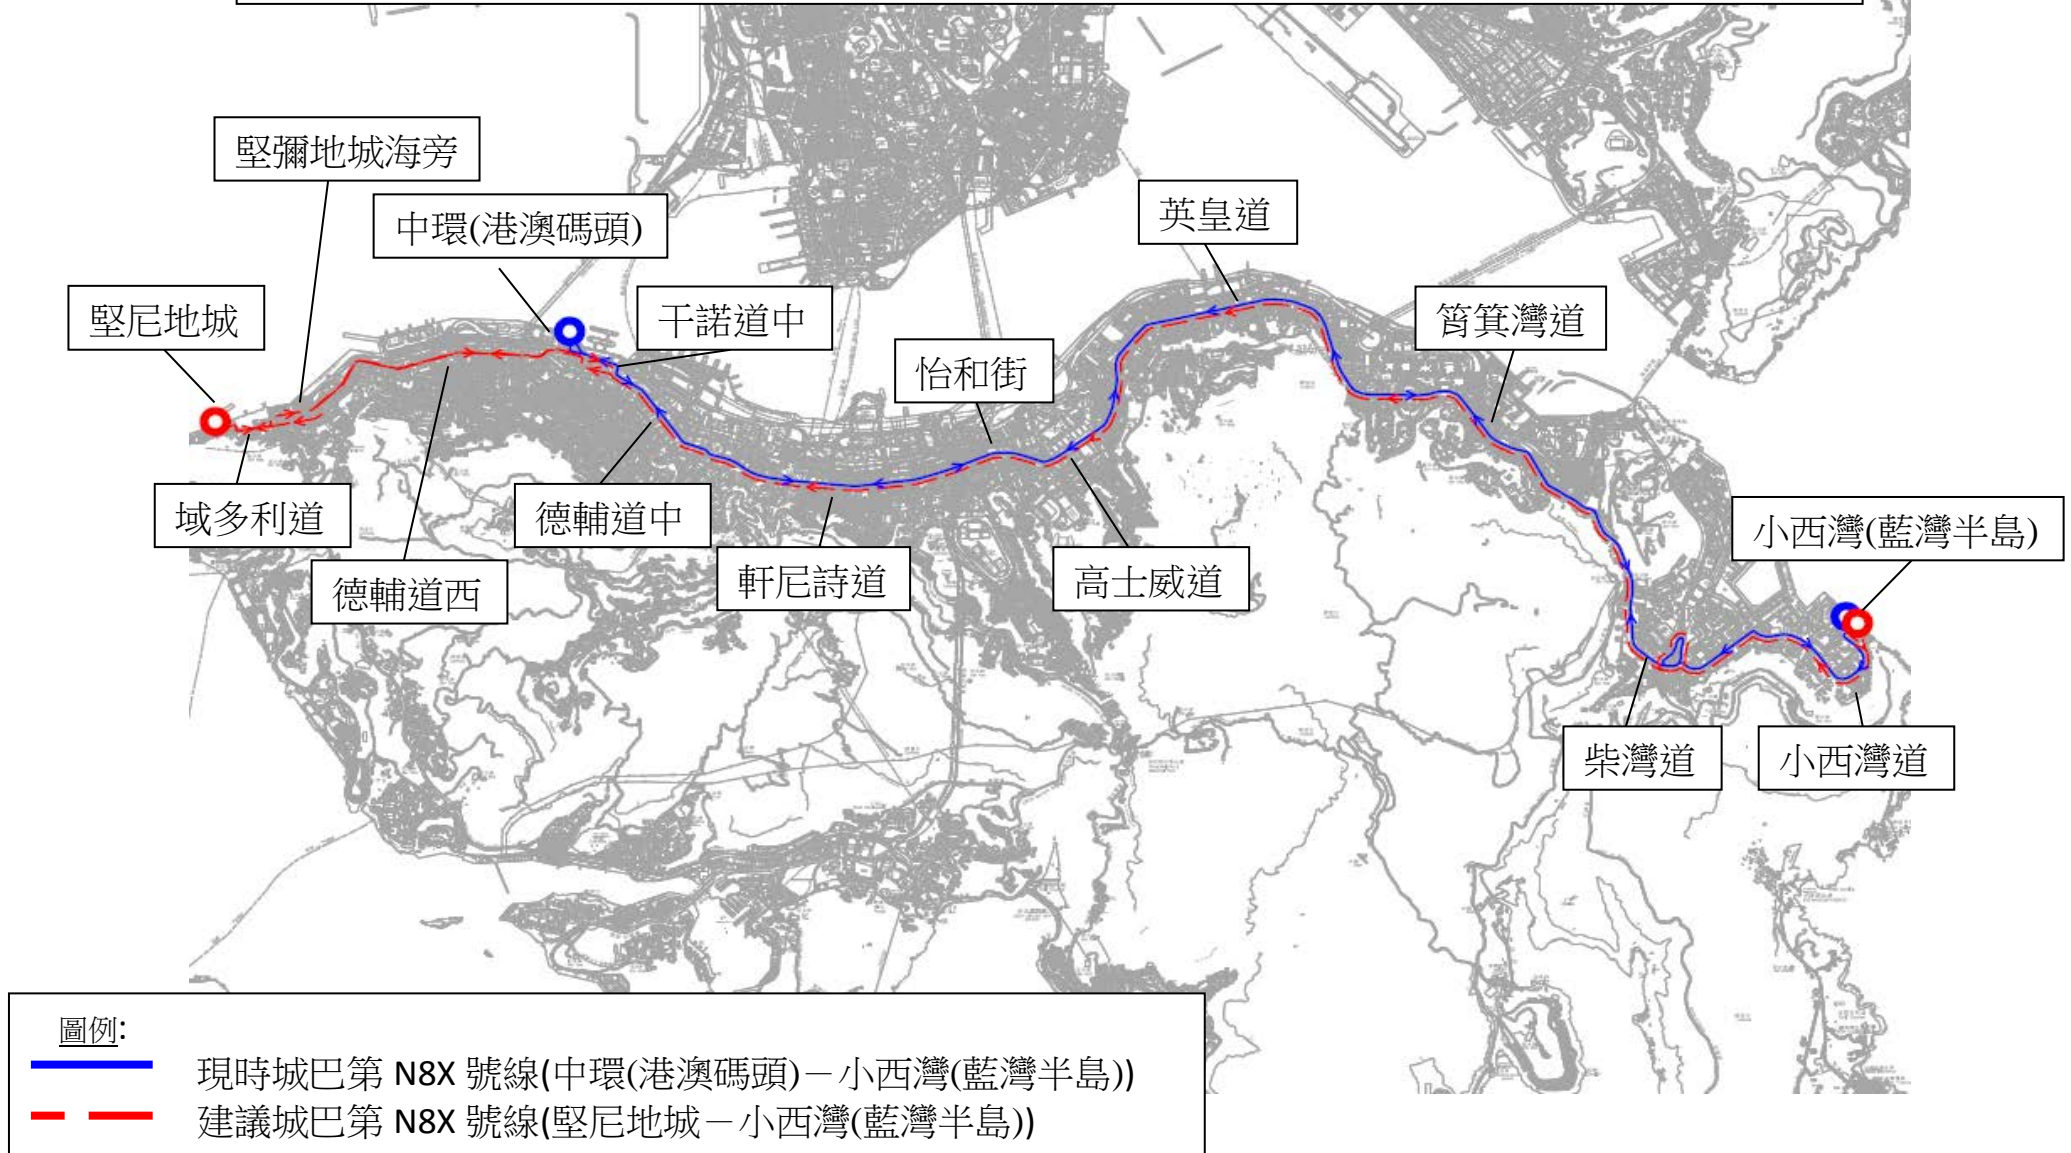 堅彌地城海旁
中環(港澳碼頭)
英皇道
堅尼地城
干諾道中
筲箕灣道
怡和街
域多利道
德輔道中
小西灣(藍灣半島)
德輔道西
軒尼詩道
高士威道
柴灣道
小西灣道
圖例:
現時城巴第 N8X 號線(中環(港澳碼頭)－小西灣(藍灣半島))
建議城巴第 N8X 號線(堅尼地城－小西灣(藍灣半島))